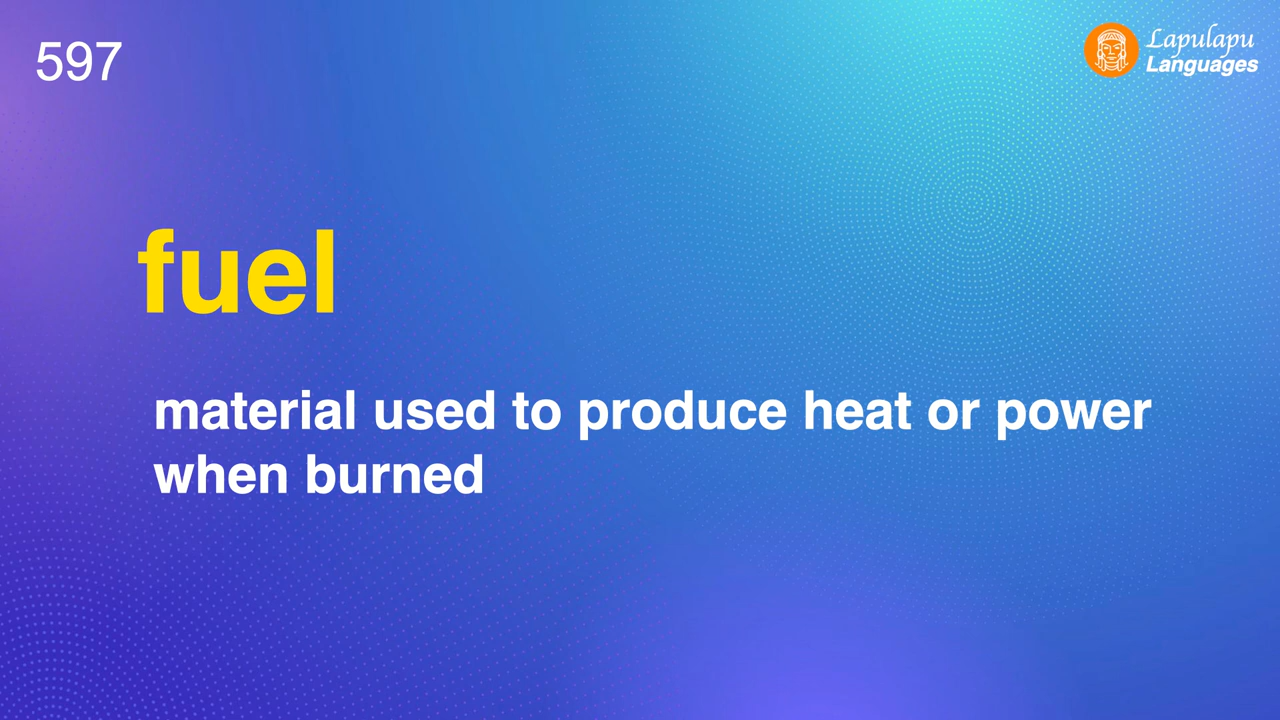 597
Lapulapu
Languages
fuel
material used to produce heat or power
when burned